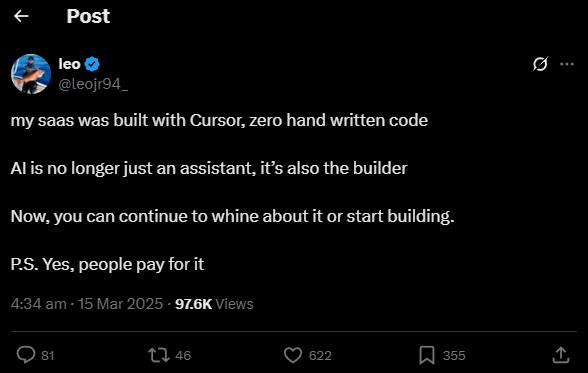 Post
leo
@leojr94_
my saas was built with Cursor, zero hand written code
AI is no longer just an assistant, it's also the builder
Now, you can continue to whine about it or start building.
P.S. Yes, people pay for it
4:34 am · 15 Mar 2025 · 97.6K Views
81 46 622 355